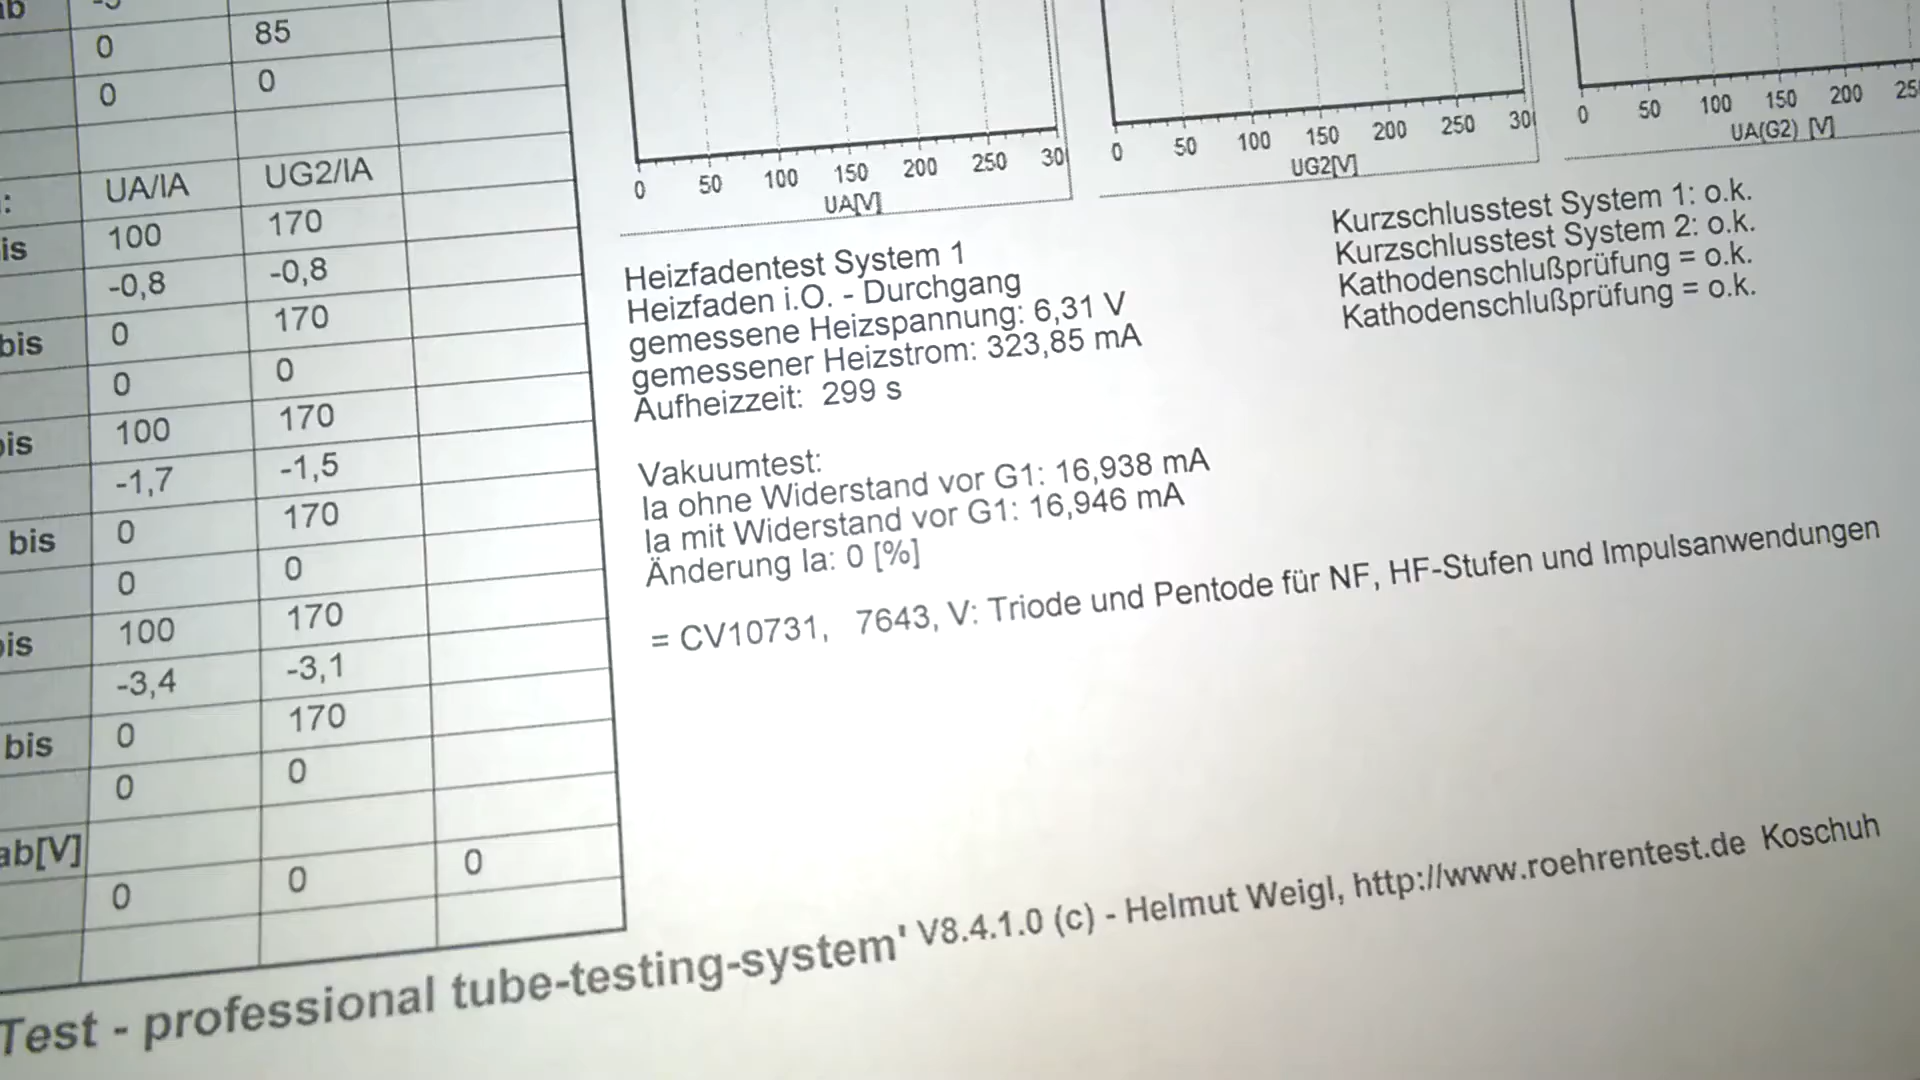 ab -5
0 85
0 0
UA/IA UG2/IA
is 100 170
-0,8 -0,8
bis 0 170
0 0
is 100 170
-1,7 -1,5
bis 0 170
0 0
is 100 170
-3,4 -3,1
bis 0 170
0 0
ab[V]
0 0 0
0 50 100 150 200 250 30
UA[V]
0 50 100 150 200 250 30
UG2[V]
0 50 100 150 200 25
UA(G2) [V]
Heizfadentest System 1
Heizfaden i.O. - Durchgang
gemessene Heizspannung: 6,31 V
gemessener Heizstrom: 323,85 mA
Aufheizzeit: 299 s
Kurzschlusstest System 1: o.k.
Kurzschlusstest System 2: o.k.
Kathodenschlußprüfung = o.k.
Kathodenschlußprüfung = o.k.
Vakuumtest:
Ia ohne Widerstand vor G1: 16,938 mA
Ia mit Widerstand vor G1: 16,946 mA
Änderung Ia: 0 [%]
= CV10731, 7643, V: Triode und Pentode für NF, HF-Stufen und Impulsanwendungen
Test - professional tube-testing-system' V8.4.1.0 (c) - Helmut Weigl, http://www.roehrentest.de Koschuh